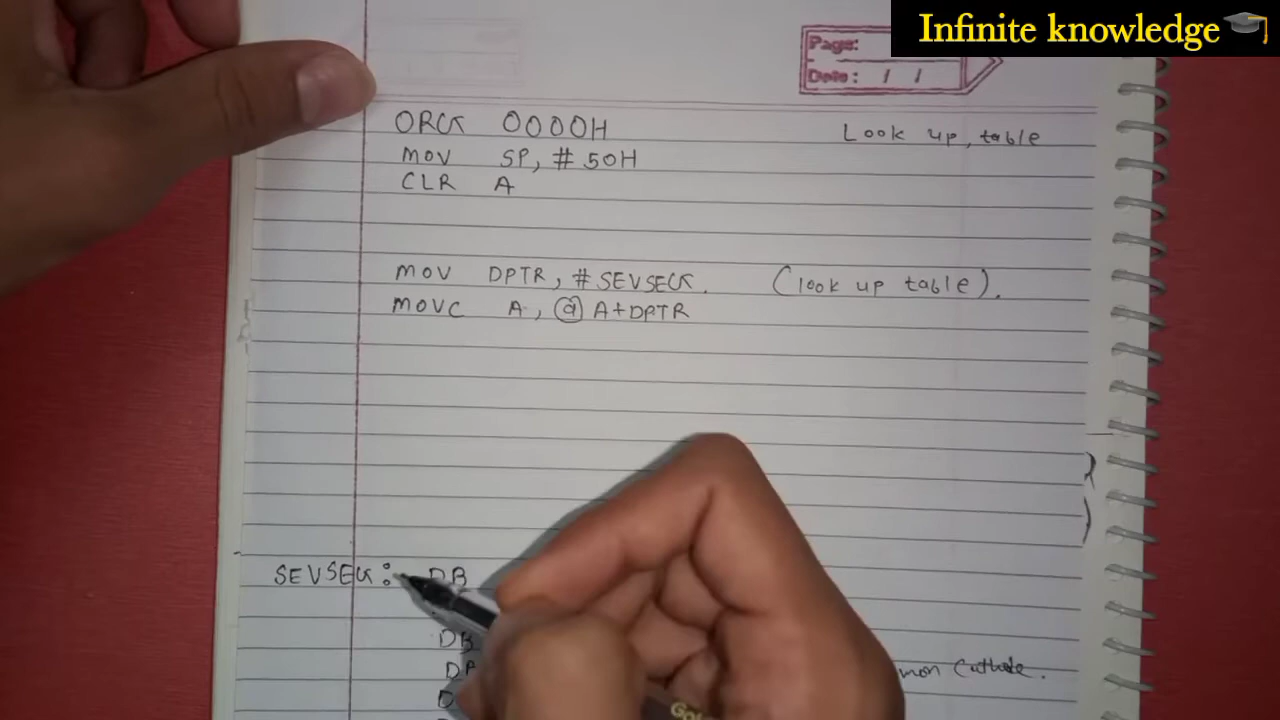 Infinite knowledge🎓
Page:
Date: / /
ORG 0000H
Look up, table
MOV SP, # 50H
CLR A
MOV DPTR, # SEVSEG. (look up table).
MOVC A, @ A+DPTR
SEVSEG: DB
DB
DB
Cathode.